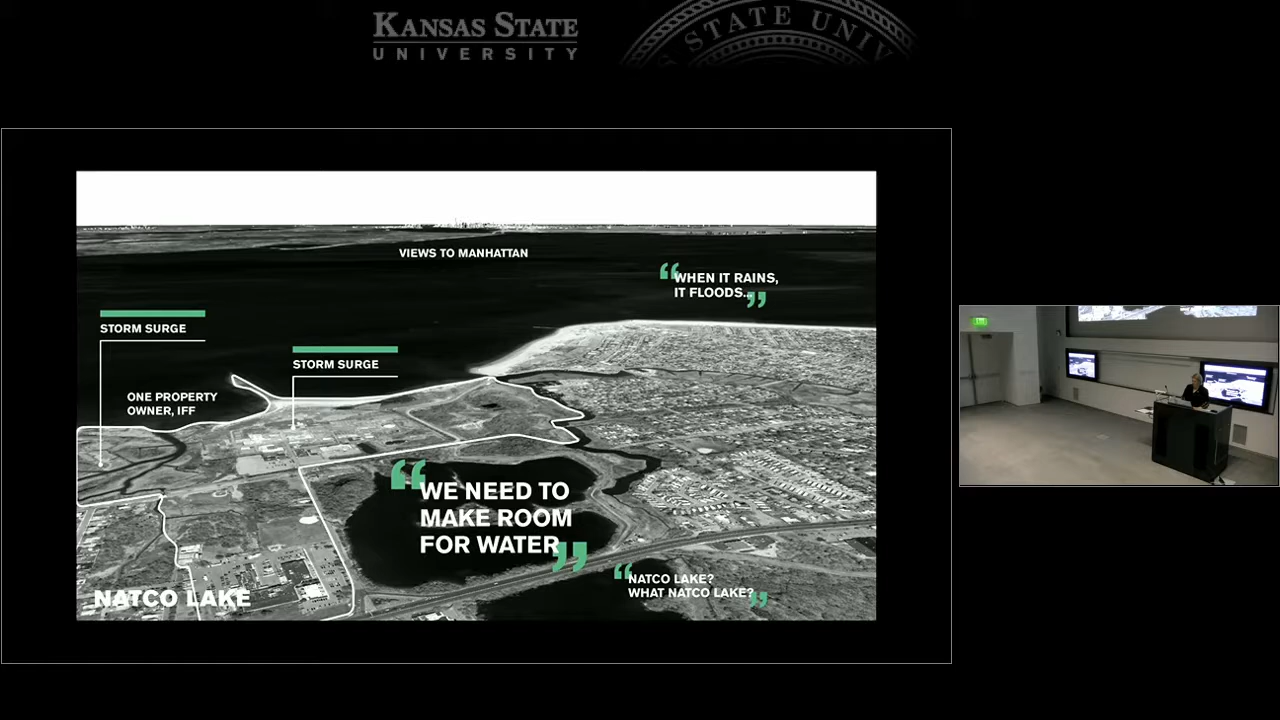 KANSAS STATE
UNIVERSITY
STATE UNIV
VIEWS TO MANHATTAN
“WHEN IT RAINS,
IT FLOODS...”
STORM SURGE
STORM SURGE
ONE PROPERTY
OWNER, IFF
“WE NEED TO
MAKE ROOM
FOR WATER”
“NATCO LAKE?
WHAT NATCO LAKE?”
NATCO LAKE